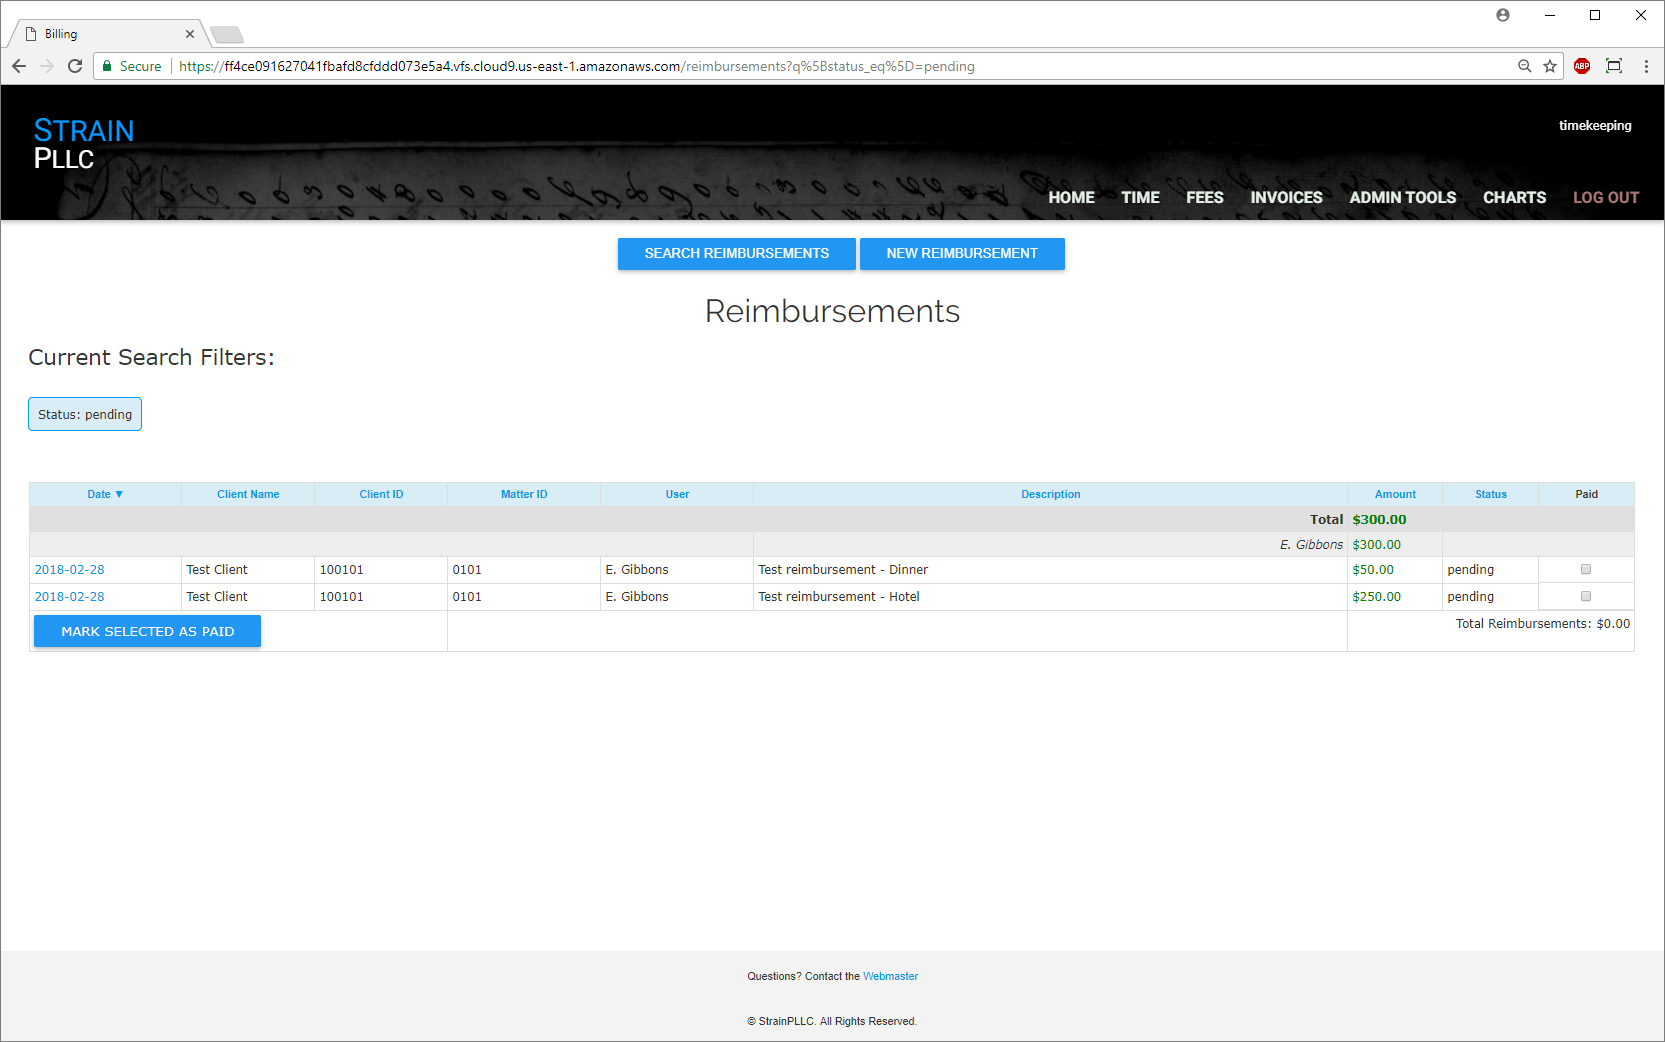 Billing
Secure https://ff4ce091627041fbafd8cfddd073e5a4.vfs.cloud9.us-east-1.amazonaws.com/reimbursements?q%5Bstatus_eq%5D=pending
ABP
STRAIN
PLLC
timekeeping
HOME TIME FEES INVOICES ADMIN TOOLS CHARTS LOG OUT
SEARCH REIMBURSEMENTS NEW REIMBURSEMENT
Reimbursements
Current Search Filters:
Status: pending
Date ▼ Client Name Client ID Matter ID User Description Amount Status Paid
Total $300.00
E. Gibbons $300.00
2018-02-28 Test Client 100101 0101 E. Gibbons Test reimbursement - Dinner $50.00 pending
2018-02-28 Test Client 100101 0101 E. Gibbons Test reimbursement - Hotel $250.00 pending
MARK SELECTED AS PAID Total Reimbursements: $0.00
Questions? Contact the Webmaster
© StrainPLLC. All Rights Reserved.